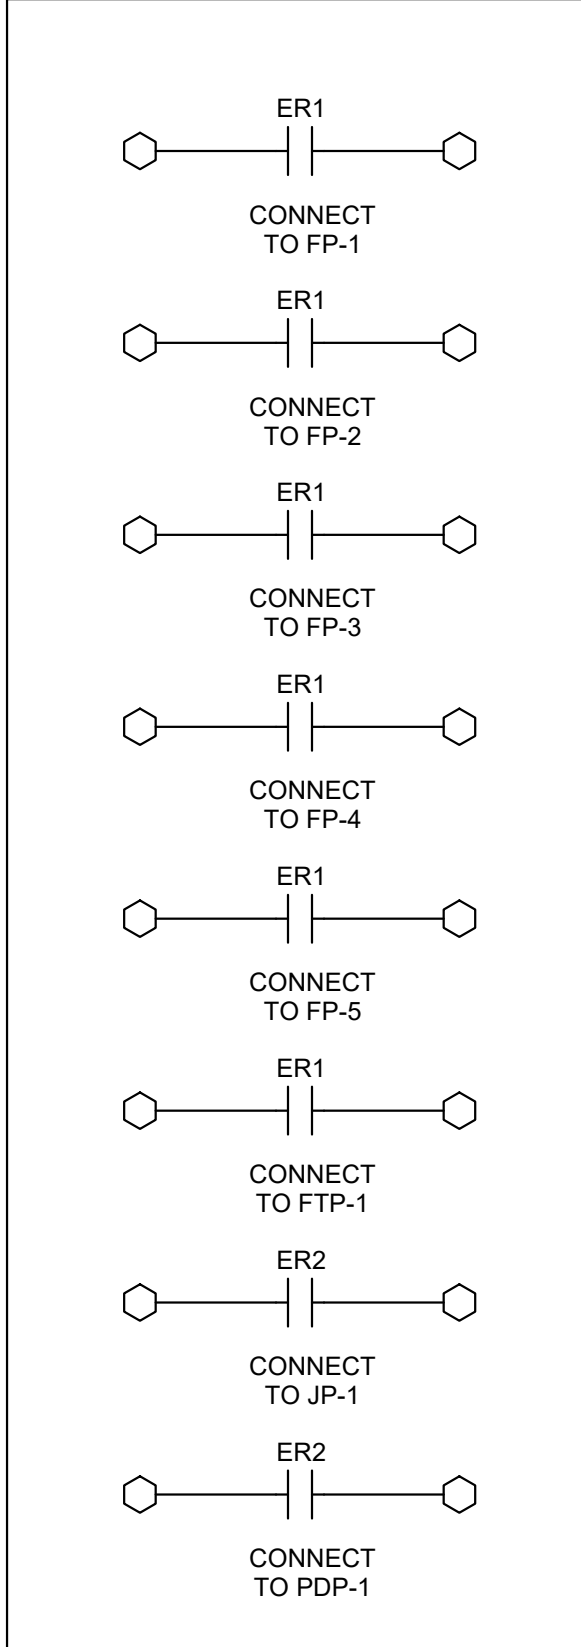 ER1
CONNECT
TO FP-1
ER1
CONNECT
TO FP-2
ER1
CONNECT
TO FP-3
ER1
CONNECT
TO FP-4
ER1
CONNECT
TO FP-5
ER1
CONNECT
TO FTP-1
ER2
CONNECT
TO JP-1
ER2
CONNECT
TO PDP-1